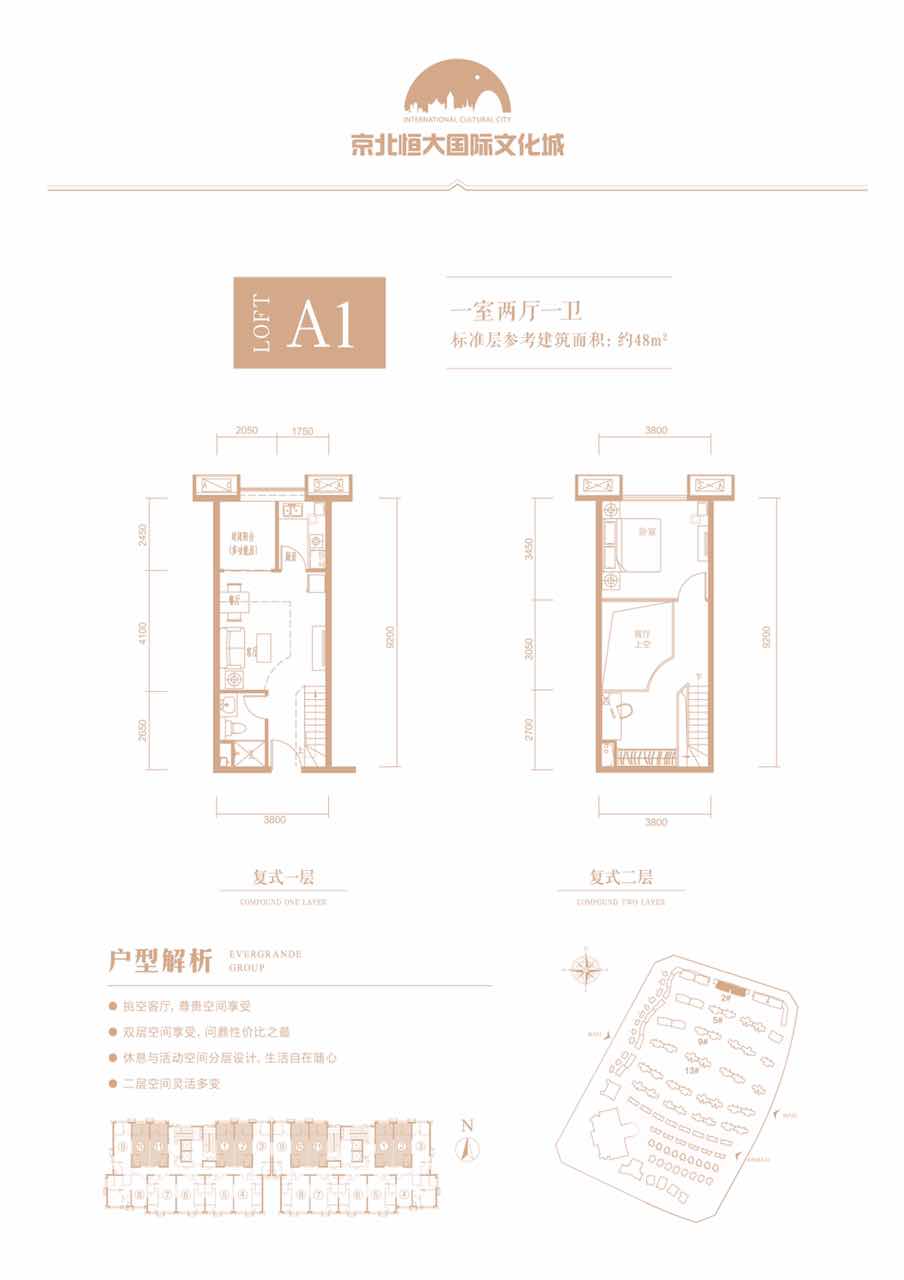 INTERNATIONAL CULTURAL CITY
京北恒大国际文化城
LOFT
A1
一室两厅一卫
标准层参考建筑面积：约48m²
2050
1750
2450
4100
2650
9200
3800
封闭阳台
(多功能房)
厨房
餐厅
客厅
上
复式一层
COMPOUND ONE LAYER
3800
3450
3050
2700
9200
3800
卧室
客厅
上空
下
复式二层
COMPOUND TWO LAYER
户型解析
EVERGRANDE
GROUP
挑空客厅，尊贵空间享受
双层空间享受，问鼎性价比之最
休息与活动空间分层设计，生活自在随心
二层空间灵活多变
N
2#
5#
9#
13#